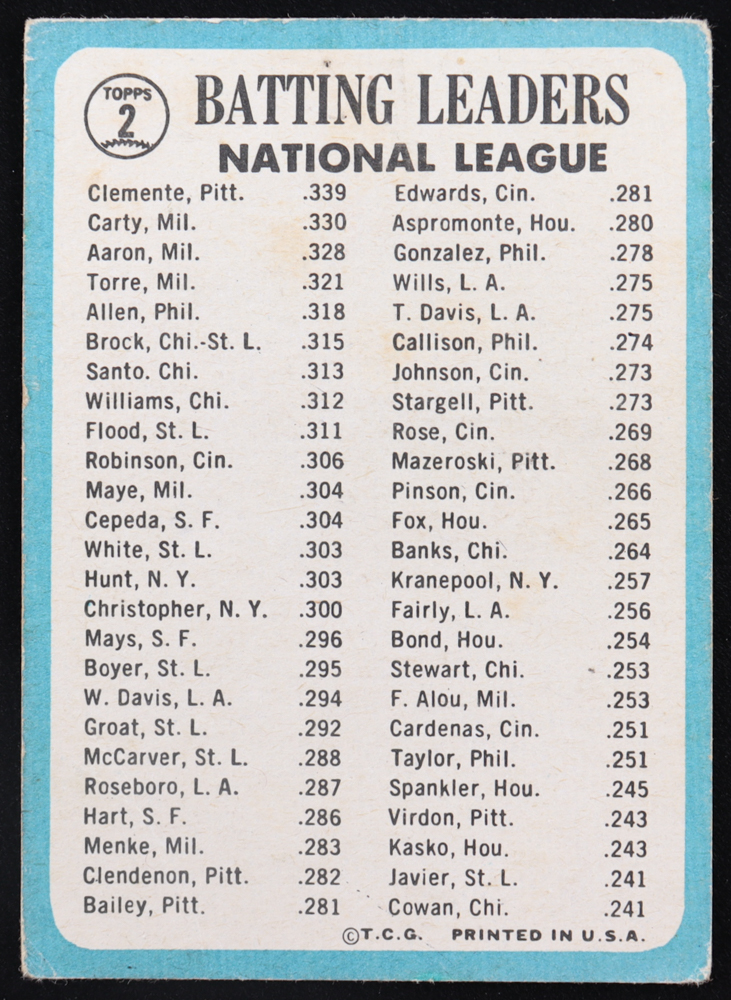 TOPPS
2
BATTING LEADERS
NATIONAL LEAGUE
Clemente, Pitt. .339
Carty, Mil. .330
Aaron, Mil. .328
Torre, Mil. .321
Allen, Phil. .318
Brock, Chi.-St. L. .315
Santo. Chi. .313
Williams, Chi. .312
Flood, St. L. .311
Robinson, Cin. .306
Maye, Mil. .304
Cepeda, S. F. .304
White, St. L. .303
Hunt, N. Y. .303
Christopher, N. Y. .300
Mays, S. F. .296
Boyer, St. L. .295
W. Davis, L. A. .294
Groat, St. L. .292
McCarver, St. L. .288
Roseboro, L. A. .287
Hart, S. F. .286
Menke, Mil. .283
Clendenon, Pitt. .282
Bailey, Pitt. .281
Edwards, Cin. .281
Aspromonte, Hou. .280
Gonzalez, Phil. .278
Wills, L. A. .275
T. Davis, L. A. .275
Callison, Phil. .274
Johnson, Cin. .273
Stargell, Pitt. .273
Rose, Cin. .269
Mazeroski, Pitt. .268
Pinson, Cin. .266
Fox, Hou. .265
Banks, Chi. .264
Kranepool, N. Y. .257
Fairly, L. A. .256
Bond, Hou. .254
Stewart, Chi. .253
F. Alou, Mil. .253
Cardenas, Cin. .251
Taylor, Phil. .251
Spankler, Hou. .245
Virdon, Pitt. .243
Kasko, Hou. .243
Javier, St. L. .241
Cowan, Chi. .241
©T.C.G. PRINTED IN U.S.A.